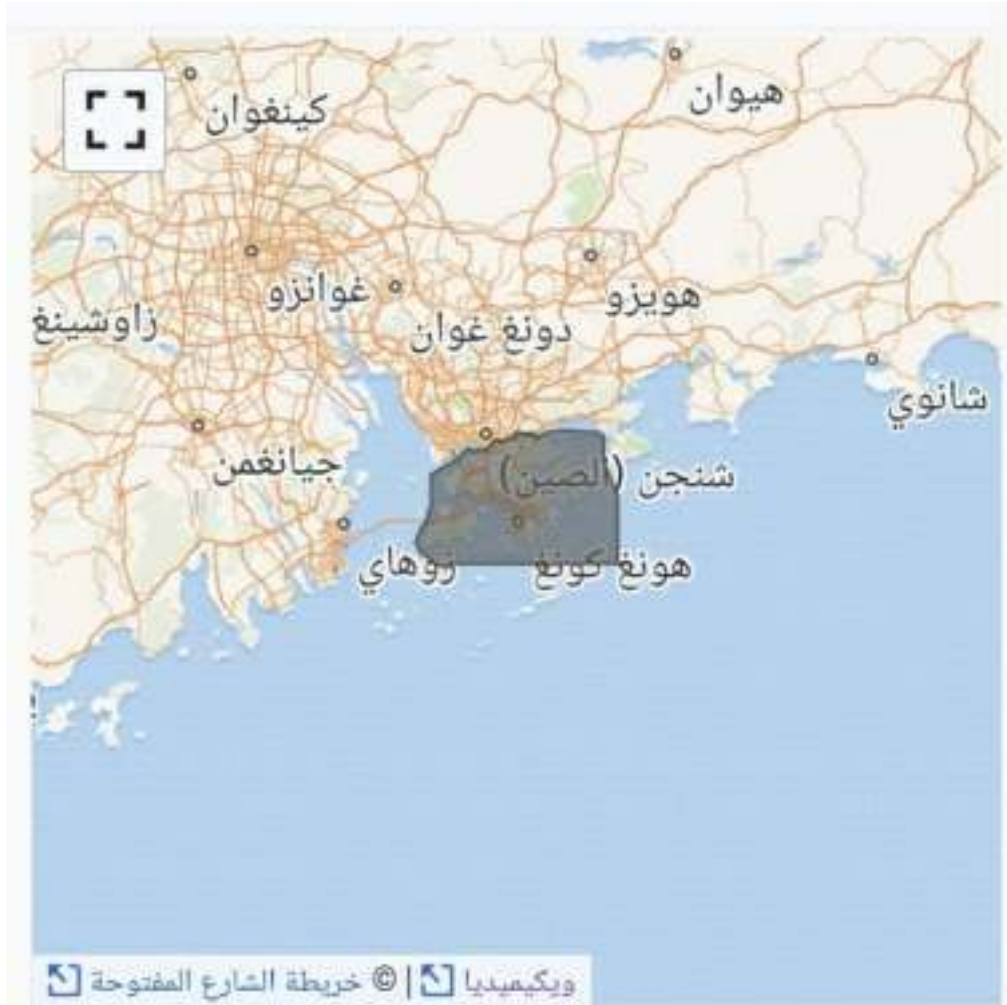 هيوان
كينغوان
غوانزو
هويزو
زاوشينغ
دونغ غوان
شانوي
جيانغمن
شنجن (الصين)
زوهاي
هونغ كونغ
ويكيميديا | © خريطة الشارع المفتوحة